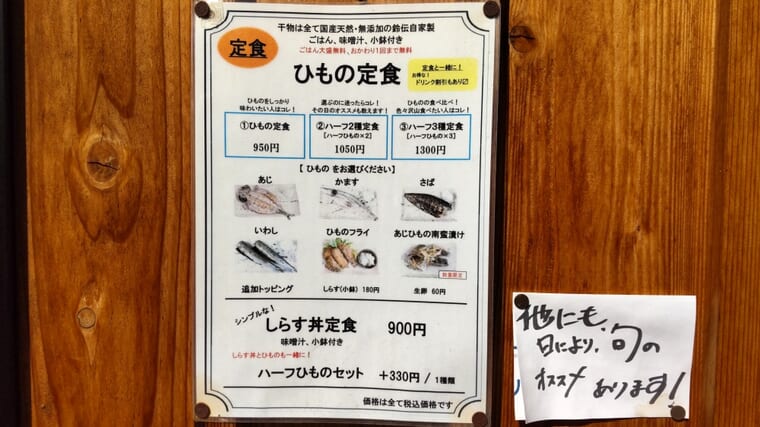 干物は全て国産天然・無添加の鈴伝自家製
ごはん、味噌汁、小鉢付き
ごはん大盛無料、おかわり1回まで無料
定食
ひもの定食
定食と一緒に!
お得な!
ドリンク割引もあり〼
ひものをしっかり
味わいたい人はコレ!
①ひもの定食
950円
選ぶのに迷ったらコレ!
その日のオススメも教えます!
②ハーフ2種定食
【ハーフひもの×2】
1050円
ひものの食べ比べ!
色々沢山食べたい人はコレ!
③ハーフ3種定食
【ハーフひもの×3】
1300円
【 ひもの をお選びください】
あじ
かます
さば
いわし
ひものフライ
あじひもの南蛮漬け
数量限定
追加トッピング
しらす(小鉢) 180円
生卵 60円
シンプルな!
しらす丼定食 900円
味噌汁、小鉢付き
しらす丼とひものも一緒に!
ハーフひものセット +330円 / 1種類
価格は全て税込価格です
他にも、
日により、旬の
オススメ あります!